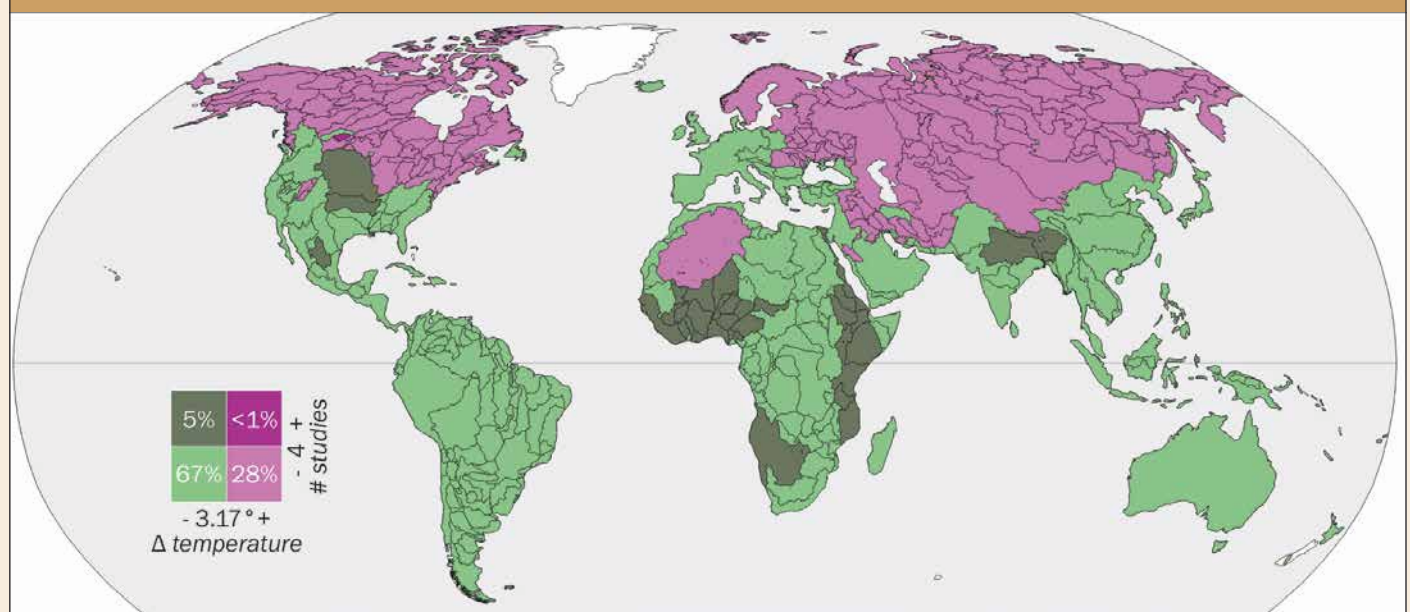 5% <1%
67% 28%
- 4 +
# studies
- 3.17° +
Δ temperature